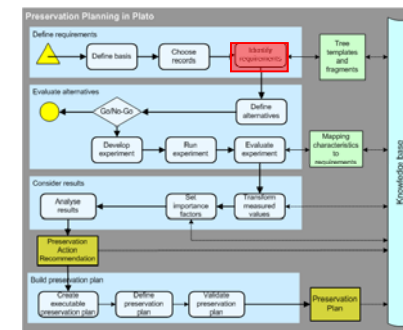 Preservation Planning in Plato
Define requirements
Define basis
Choose
records
Identify
requirements
Tree
templates
and
fragments
Evaluate alternatives
Go/No-Go
Define
alternatives
Develop
experiment
Run
experiment
Evaluate
experiment
Mapping
characteristics
to
requirements
Knowledge base
Consider results
Analyse
results
Set
importance
factors
Transform
measured
values
Preservation
Action
Recommendation
Build preservation plan
Create
executable
preservation plan
Define
preservation
plan
Validate
preservation
plan
Preservation
Plan